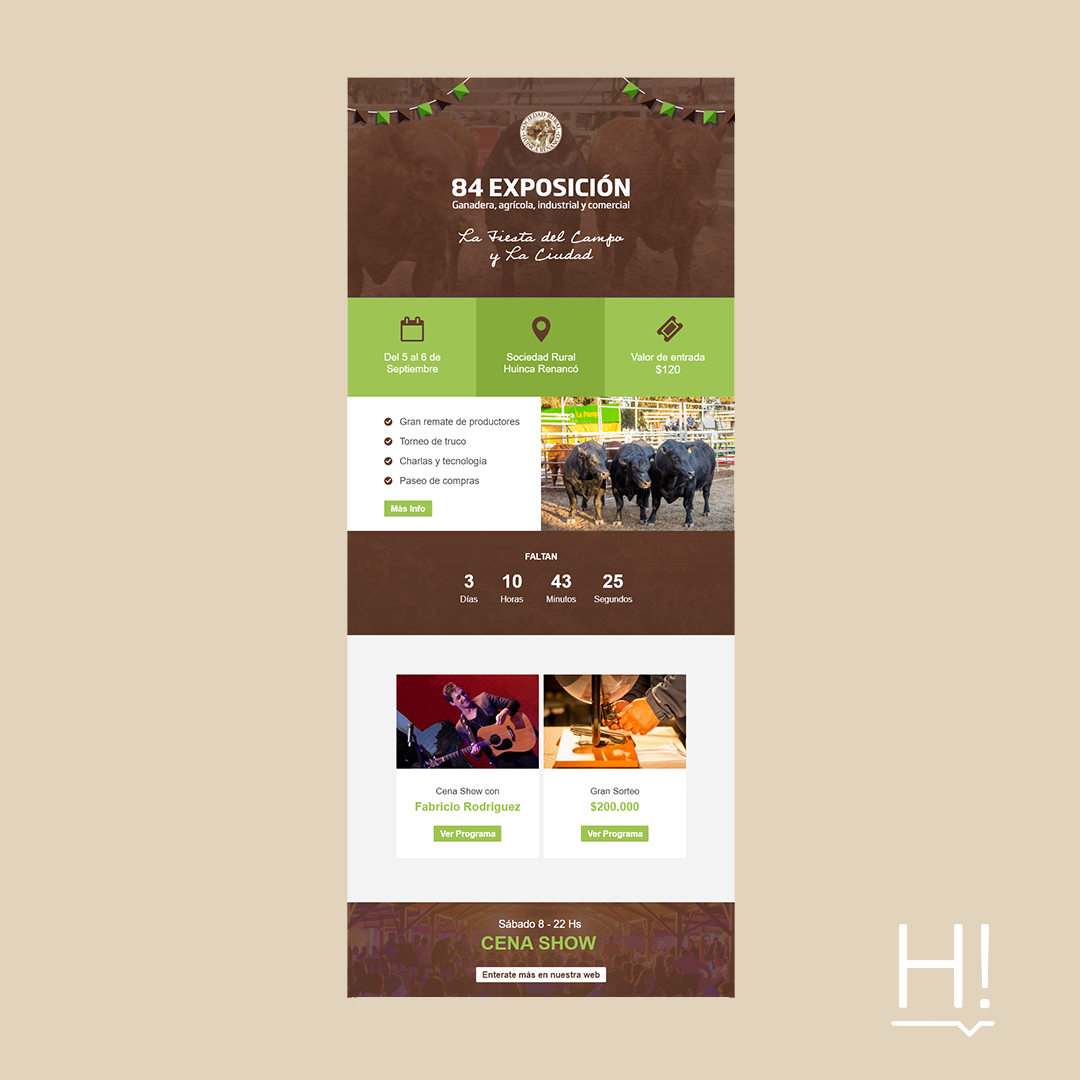 SOCIEDAD RURAL
HUINCA RENANCÓ
84 EXPOSICIÓN
Ganadera, agrícola, industrial y comercial
La Fiesta del Campo
y La Ciudad
Del 5 al 6 de
Septiembre
Sociedad Rural
Huinca Renancó
Valor de entrada
$120
Gran remate de productores
Torneo de truco
Charlas y tecnología
Paseo de compras
Más Info
FALTAN
3 10 43 25
Días Horas Minutos Segundos
Cena Show con
Fabricio Rodriguez
Ver Programa
Gran Sorteo
$200.000
Ver Programa
Sábado 8 - 22 Hs
CENA SHOW
Enterate más en nuestra web
H!